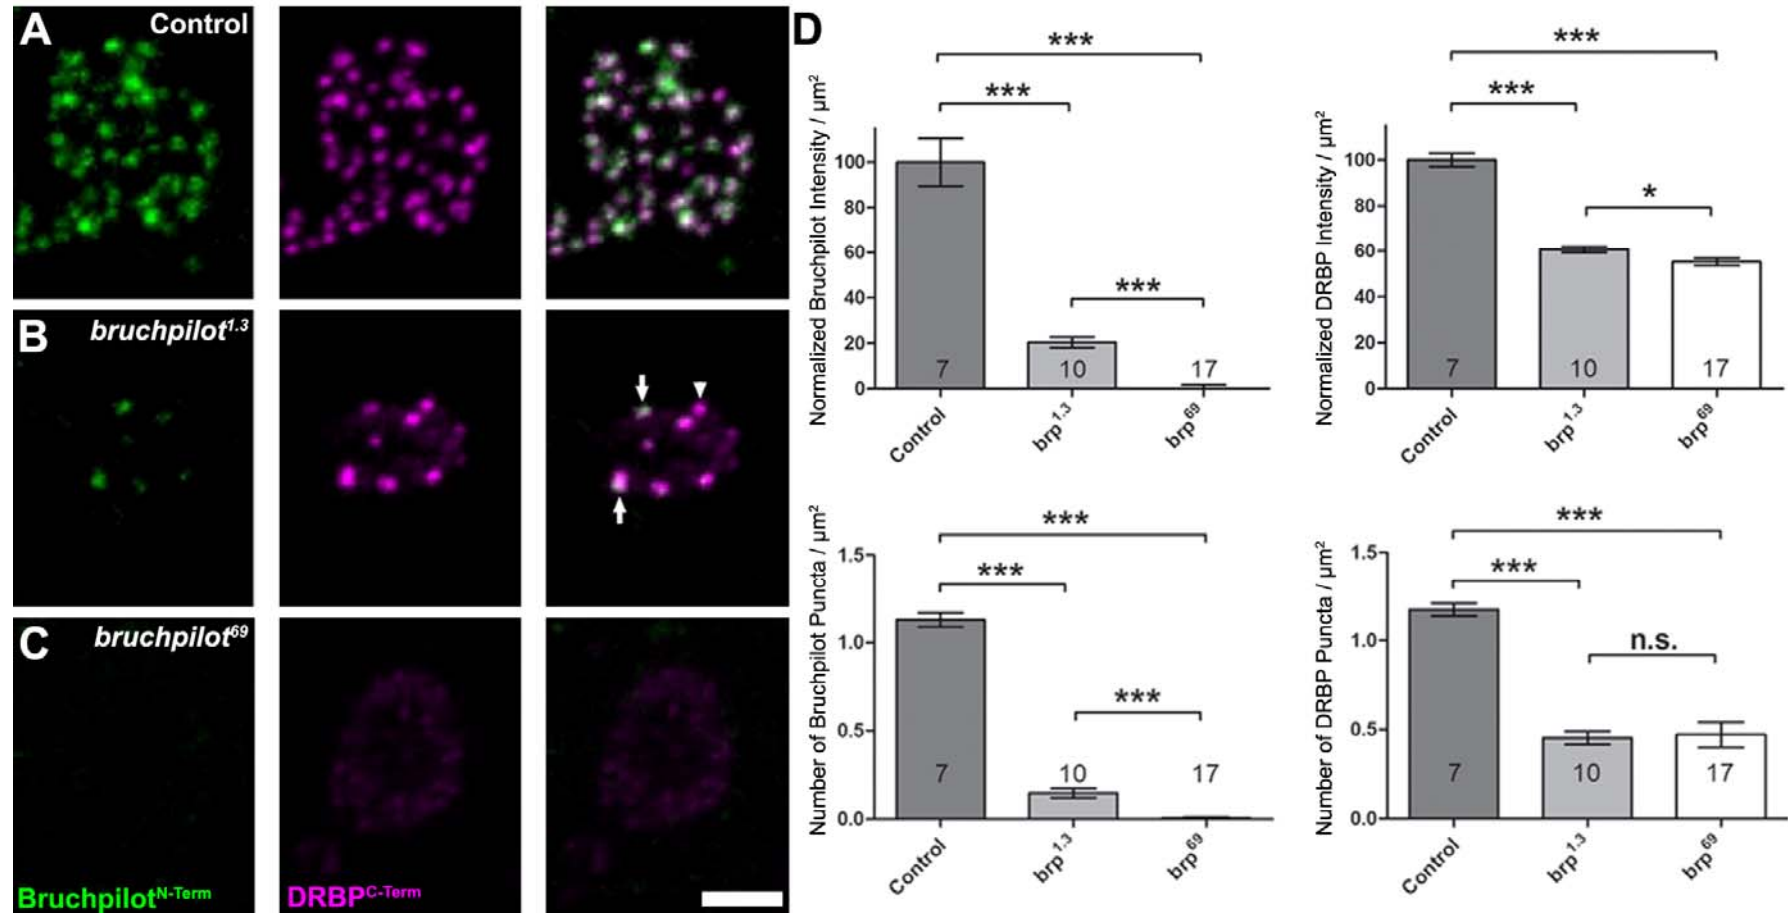 A
Control
B
bruchpilot1.3
C
bruchpilot69
BruchpilotN-Term
DRBPC-Term
D
Normalized Bruchpilot Intensity / µm²
100
80
60
40
20
0
***
***
***
7
10
17
Control
brp1.3
brp69
Normalized DRBP Intensity / µm²
100
80
60
40
20
0
***
***
*
7
10
17
Control
brp1.3
brp69
Number of Bruchpilot Puncta / µm²
1.5
1.0
0.5
0.0
***
***
***
7
10
17
Control
brp1.3
brp69
Number of DRBP Puncta / µm²
1.5
1.0
0.5
0.0
***
***
n.s.
7
10
17
Control
brp1.3
brp69